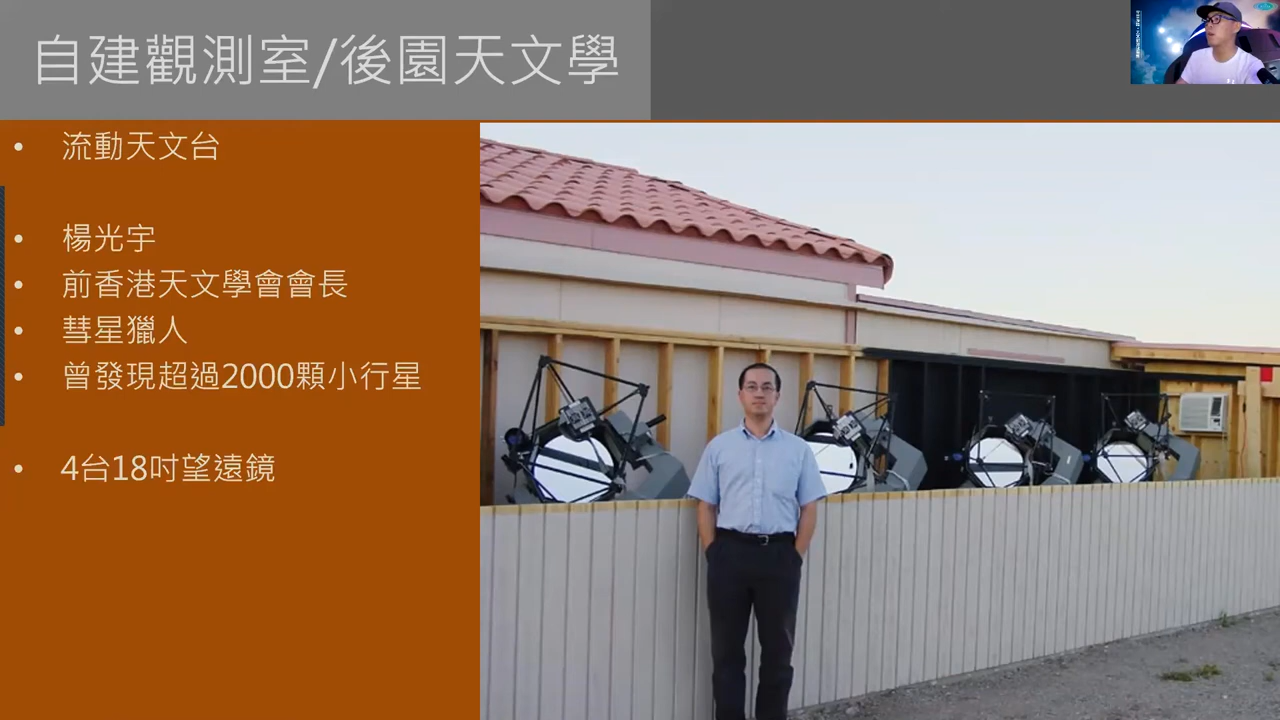 自建觀測室/後園天文學
• 流動天文台
• 楊光宇
• 前香港天文學會會長
• 彗星獵人
• 曾發現超過2000顆小行星
• 4台18吋望遠鏡